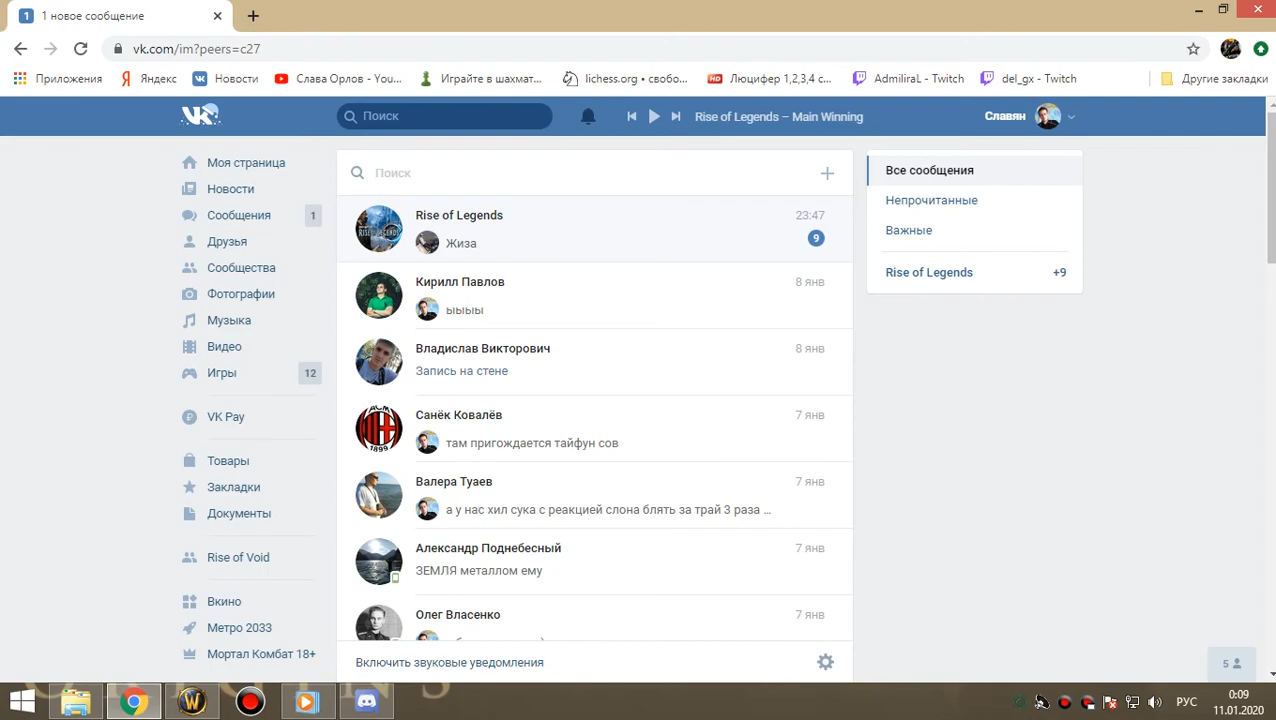 1 новое сообщение
vk.com/im?peers=c27
Приложения
Яндекс
Новости
Слава Орлов - You...
Играйте в шахмат...
lichess.org • свобо...
Люцифер 1,2,3,4 с...
AdmiralL - Twitch
del_gx - Twitch
Другие закладки
Поиск
Rise of Legends – Main Winning
Славян
Моя страница
Новости
Сообщения 1
Друзья
Сообщества
Фотографии
Музыка
Видео
Игры 12
VK Pay
Товары
Закладки
Документы
Rise of Void
Вкино
Метро 2033
Мортал Комбат 18+
Поиск
Rise of Legends 23:47
Жиза 9
Кирилл Павлов 8 янв
ыыыы
Владислав Викторович 8 янв
Запись на стене
Санёк Ковалёв 7 янв
там пригождается тайфун сов
Валера Туаев 7 янв
а у нас хил сука с реакцией слона блять за трай 3 раза ...
Александр Поднебесный 7 янв
ЗЕМЛЯ металлом ему
Олег Власенко 7 янв
Включить звуковые уведомления
Все сообщения
Непрочитанные
Важные
Rise of Legends +9
5
РУС
0:09
11.01.2020